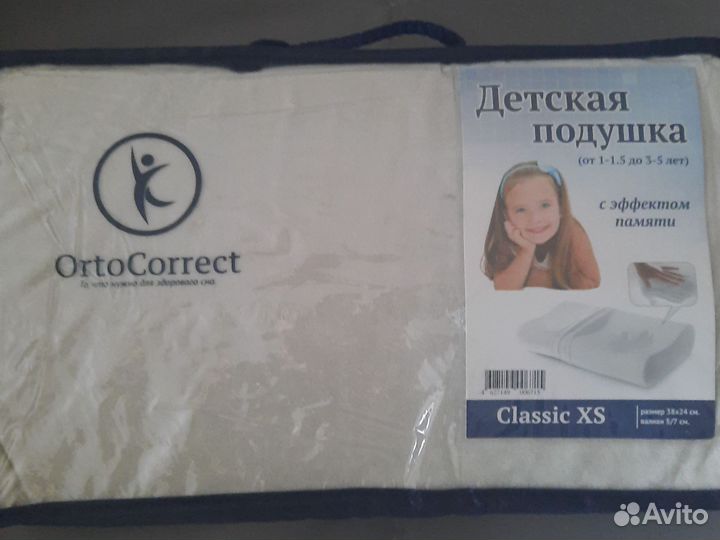 OrtoCorrect
То, что нужно для здорового сна.
Детская
подушка
(от 1-1.5 до 3-5 лет)
с эффектом
памяти
Classic XS
размер 38х24 см.
валики 5/7 см.
Avito